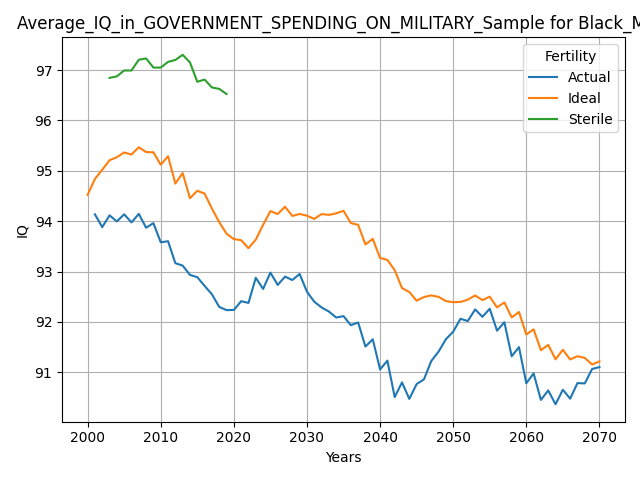 Average_IQ_in_GOVERNMENT_SPENDING_ON_MILITARY_Sample for Black_M
Fertility
Actual
Ideal
Sterile
97
96
95
94
93
92
91
IQ
2000 2010 2020 2030 2040 2050 2060 2070
Years